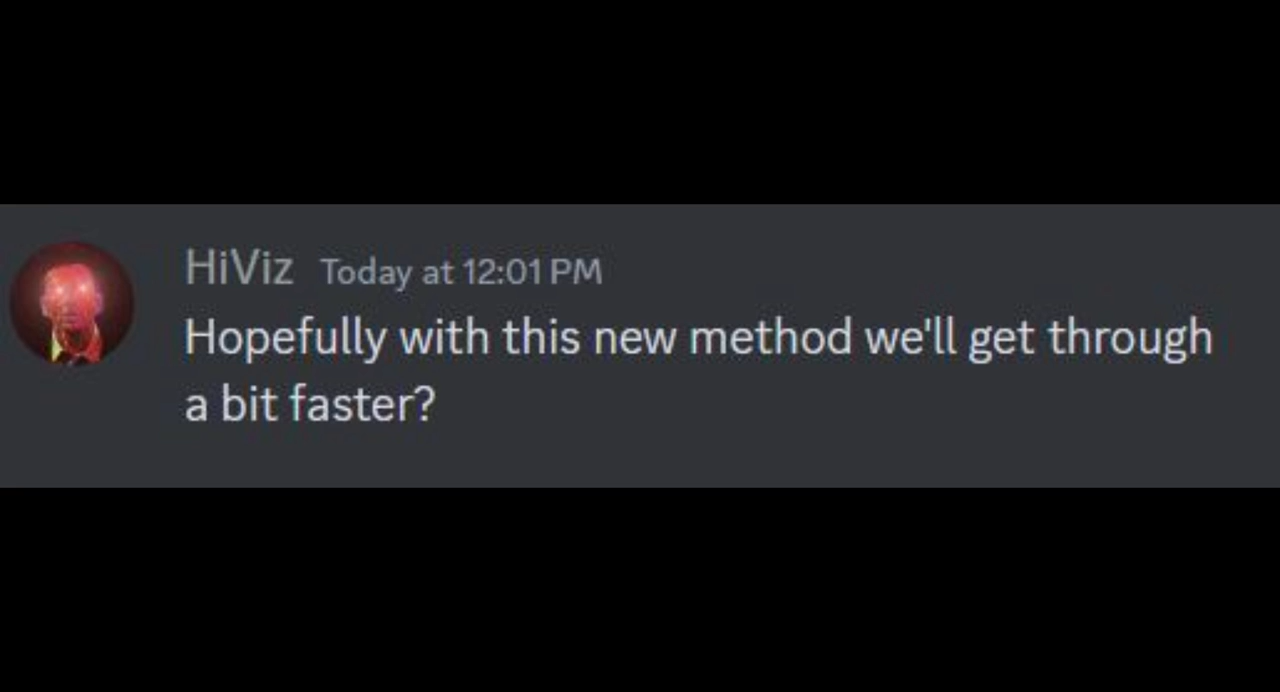 HiViz Today at 12:01 PM
Hopefully with this new method we'll get through
a bit faster?